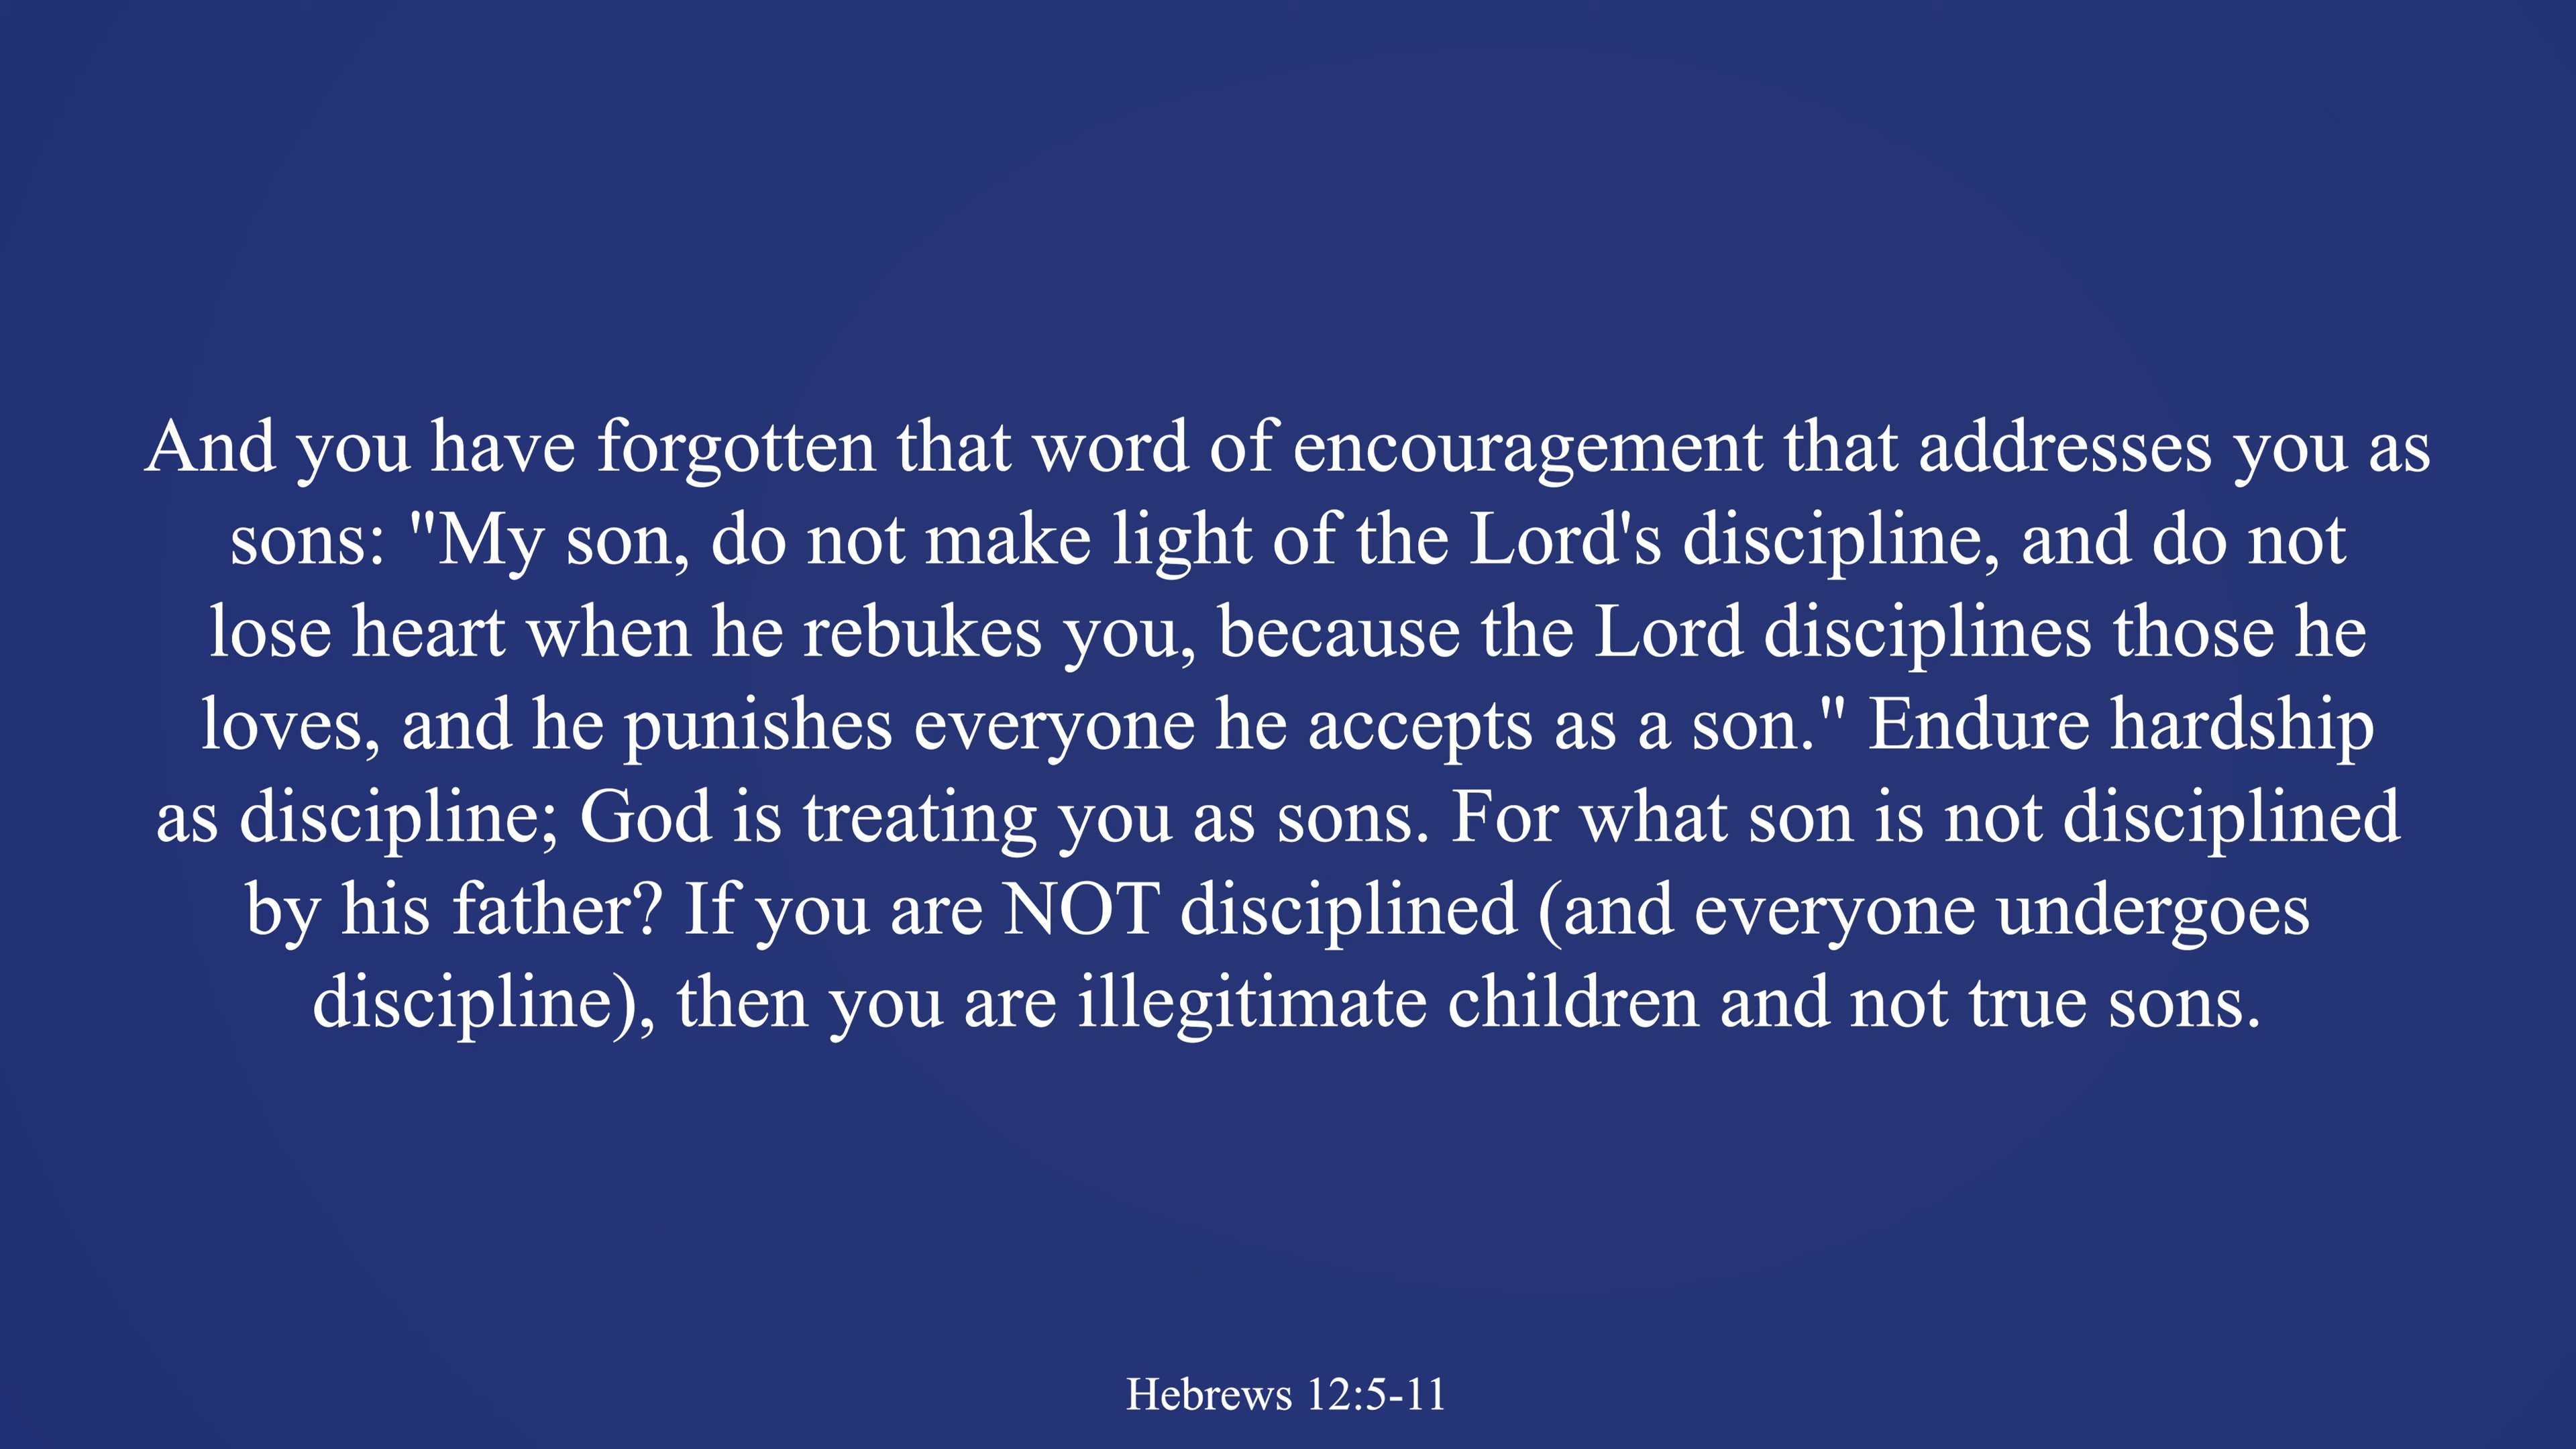 And you have forgotten that word of encouragement that addresses you as
sons: "My son, do not make light of the Lord's discipline, and do not
lose heart when he rebukes you, because the Lord disciplines those he
loves, and he punishes everyone he accepts as a son." Endure hardship
as discipline; God is treating you as sons. For what son is not disciplined
by his father? If you are NOT disciplined (and everyone undergoes
discipline), then you are illegitimate children and not true sons.
Hebrews 12:5-11